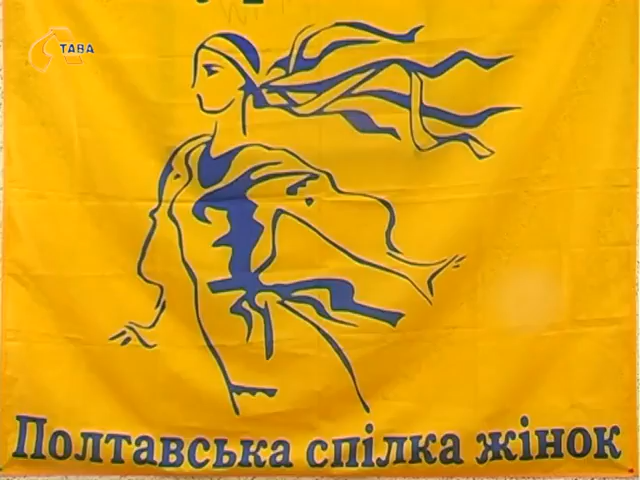 ТАВА
Полтавська спілка жінок